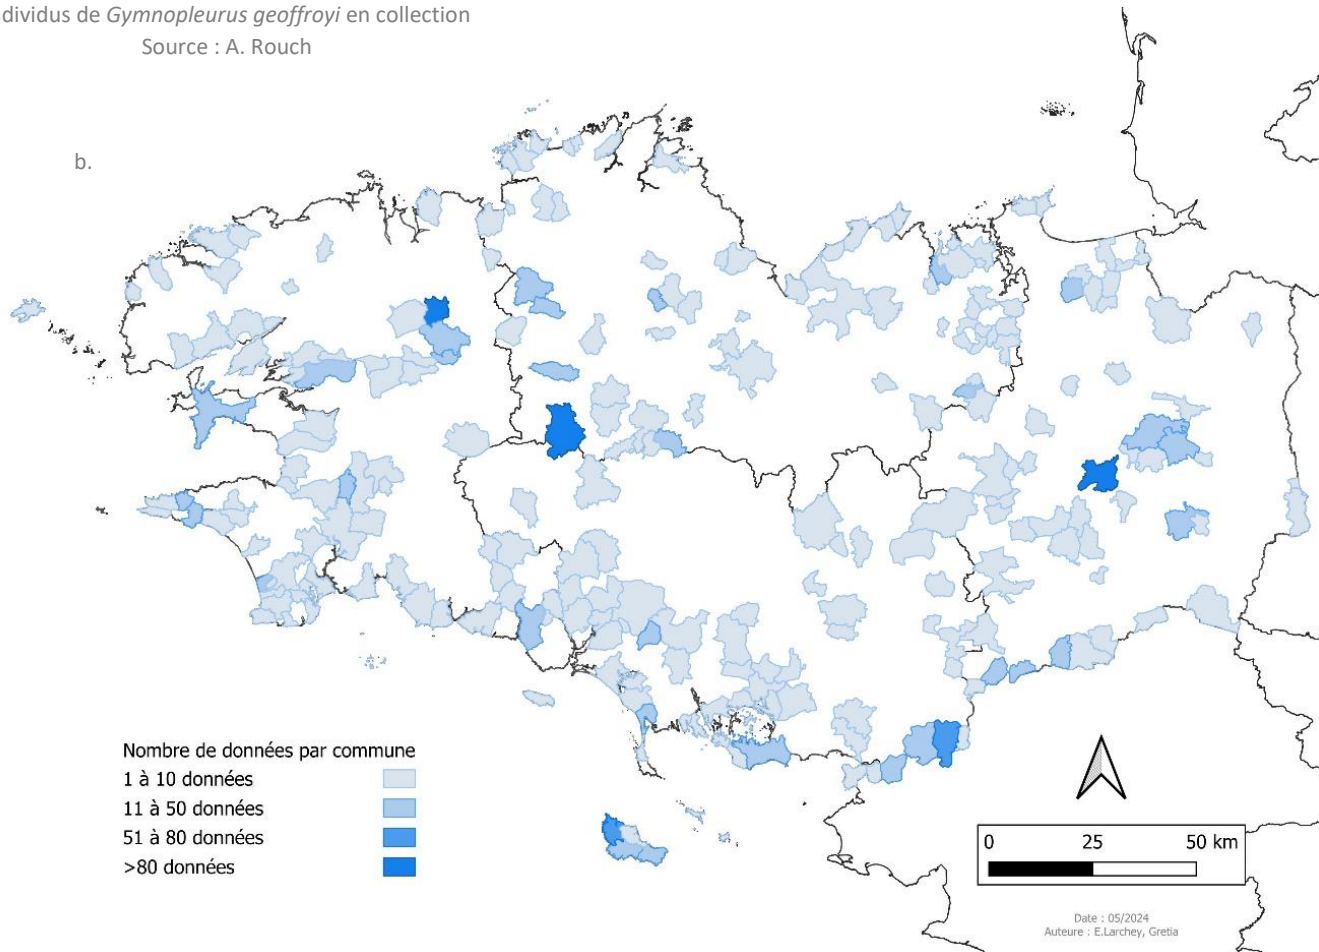 dividus de Gymnopleurus geoffroyi en collection
Source : A. Rouch
b.
Nombre de données par commune
1 à 10 données
11 à 50 données
51 à 80 données
>80 données
0 25 50 km
Date : 05/2024
Auteure : E.Larchey, Gretia